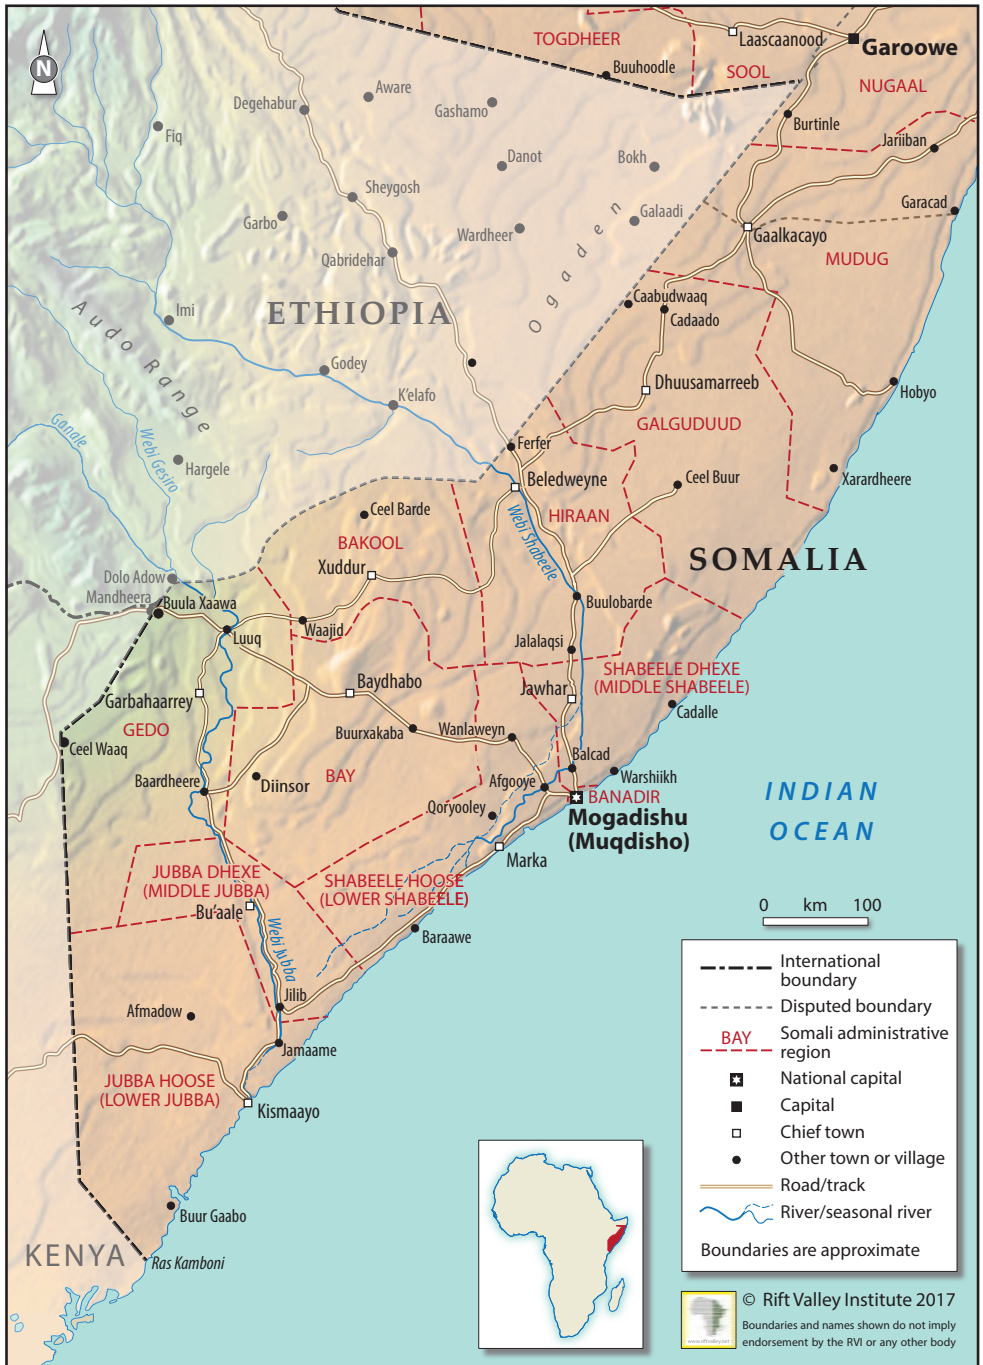 TOGDHEER
Laascaanood
Garoowe
N
Buuhoodle
SOOL
NUGAAL
Aware
Degehabur
Gashamo
Burtinle
Fiq
Jariiban
Danot
Bokh
Sheygosh
Garacad
Garbo
Galaadi
Wardheer
Gaalkacayo
Qabridehar
MUDUG
Ogaden
Caabudwaaq
Imi
ETHIOPIA
Cadaado
Audo Range
Godey
Dhuusamarreeb
Hobyo
K'elafo
GALGUDUUD
Ganale
Webi Gesiro
Ferfer
Hargele
Beledweyne
Ceel Buur
Xarardheere
Ceel Barde
Webi Shabeele
HIRAAN
BAKOOL
SOMALIA
Xuddur
Dolo Adow
Mandheera
Buula Xaawa
Buulobarde
Waajid
Luuq
Jalalaqsi
SHABEELE DHEXE
(MIDDLE SHABEELE)
Baydhabo
Jawhar
Garbahaarrey
Cadalle
GEDO
Buurxakaba
Wanlaweyn
Ceel Waaq
Balcad
Baardheere
Diinsor
BAY
Afgooye
Warshiikh
BANADIR
INDIAN
OCEAN
Qoryooley
Mogadishu
(Muqdisho)
Marka
JUBBA DHEXE
(MIDDLE JUBBA)
SHABEELE HOOSE
(LOWER SHABEELE)
Bu'aale
Webi Jubba
Baraawe
0 km 100
Jilib
Afmadow
Jamaame
JUBBA HOOSE
(LOWER JUBBA)
Kismaayo
Buur Gaabo
KENYA
Ras Kamboni
International
boundary
Disputed boundary
BAY
Somali administrative
region
National capital
Capital
Chief town
Other town or village
Road/track
River/seasonal river
Boundaries are approximate
© Rift Valley Institute 2017
Boundaries and names shown do not imply
endorsement by the RVI or any other body
www.riftvalley.net